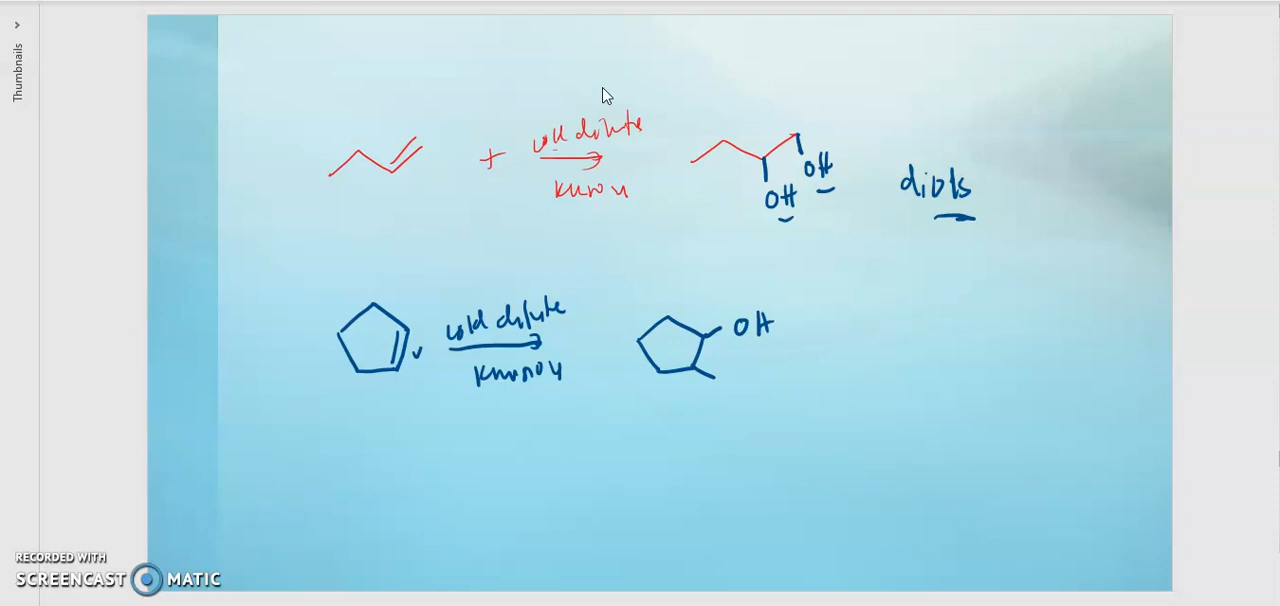 Thumbnails
cold dilute
+
KMnO4
OH
OH
diols
cold dilute
KMnO4
OH
RECORDED WITH
SCREENCAST MATIC